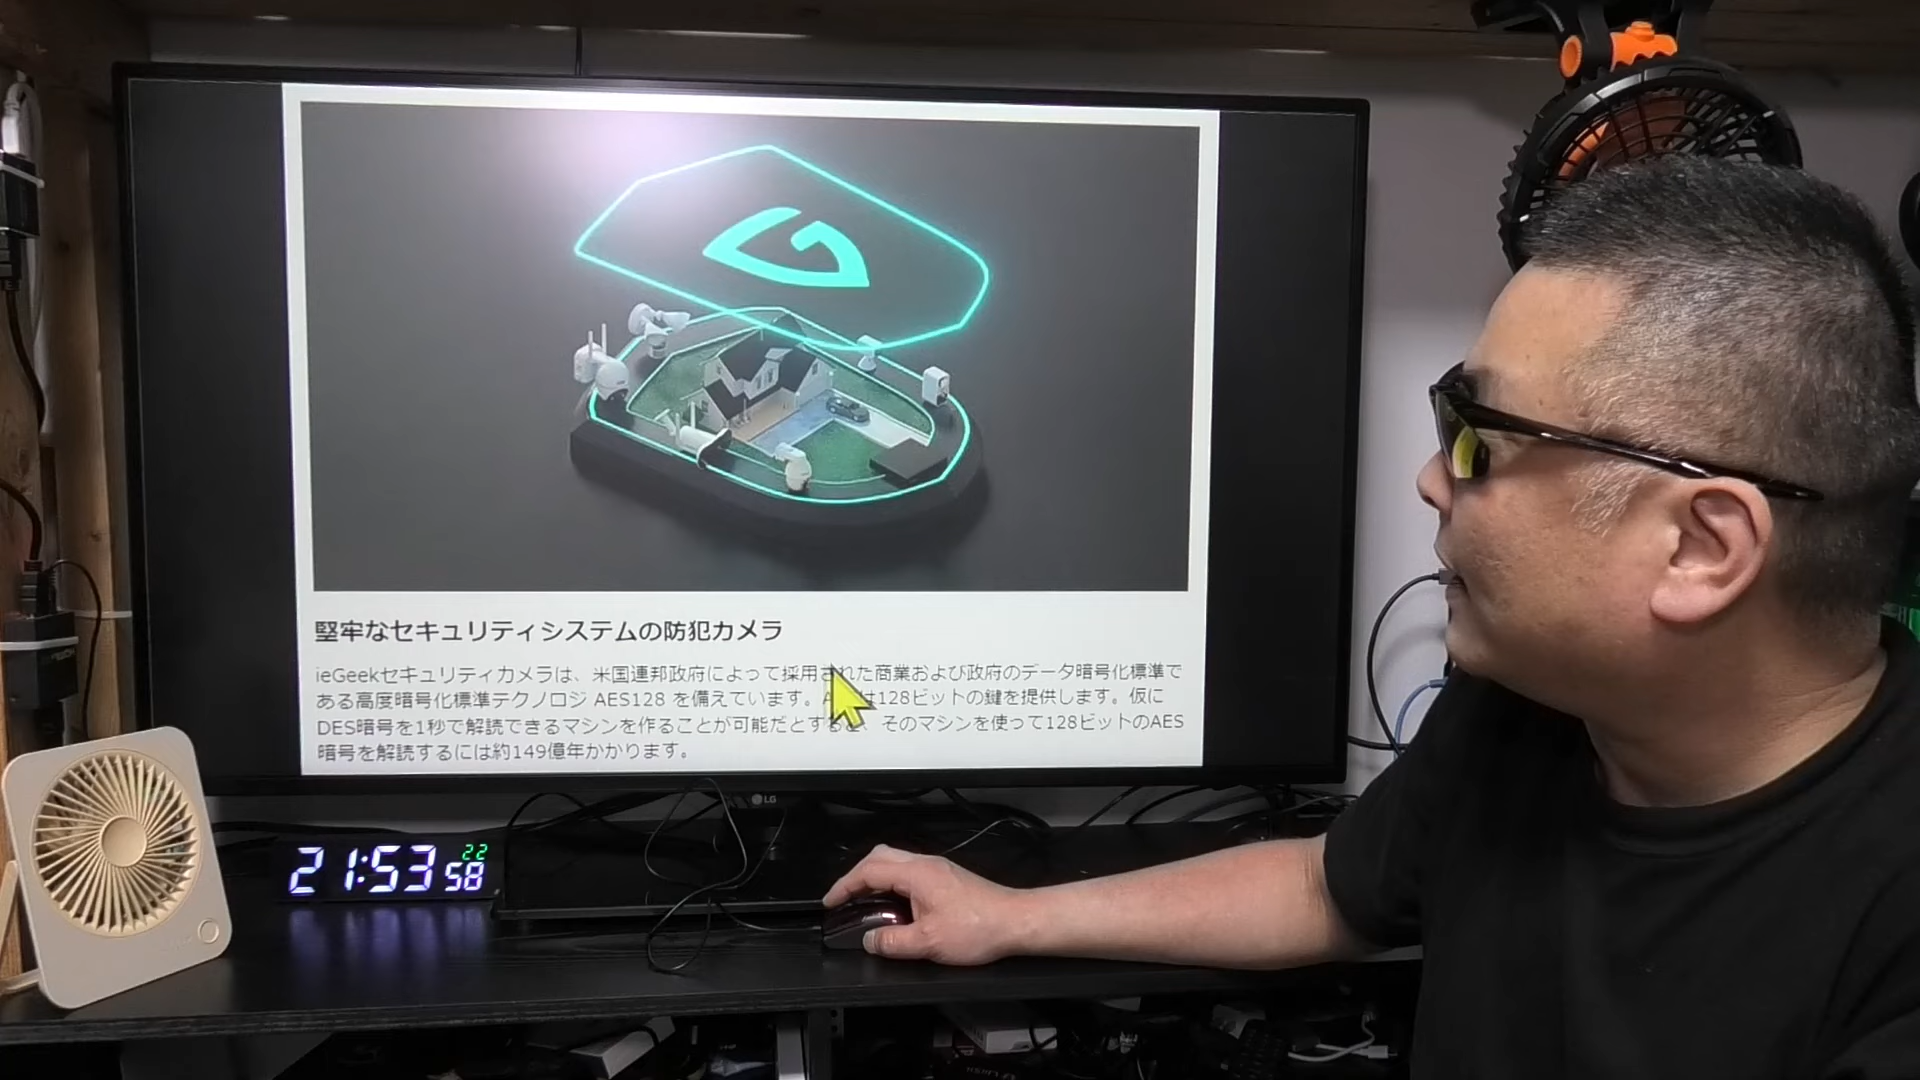 堅牢なセキュリティシステムの防犯カメラ
ieGeekセキュリティカメラは、米国連邦政府によって採用された商業および政府のデータ暗号化標準で
ある高度暗号化標準テクノロジ AES128 を備えています。 は128ビットの鍵を提供します。仮に
DES暗号を1秒で解読できるマシンを作ることが可能だとすると、そのマシンを使って128ビットのAES
暗号を解読するには約149億年かかります。
LG
21:53 58 22